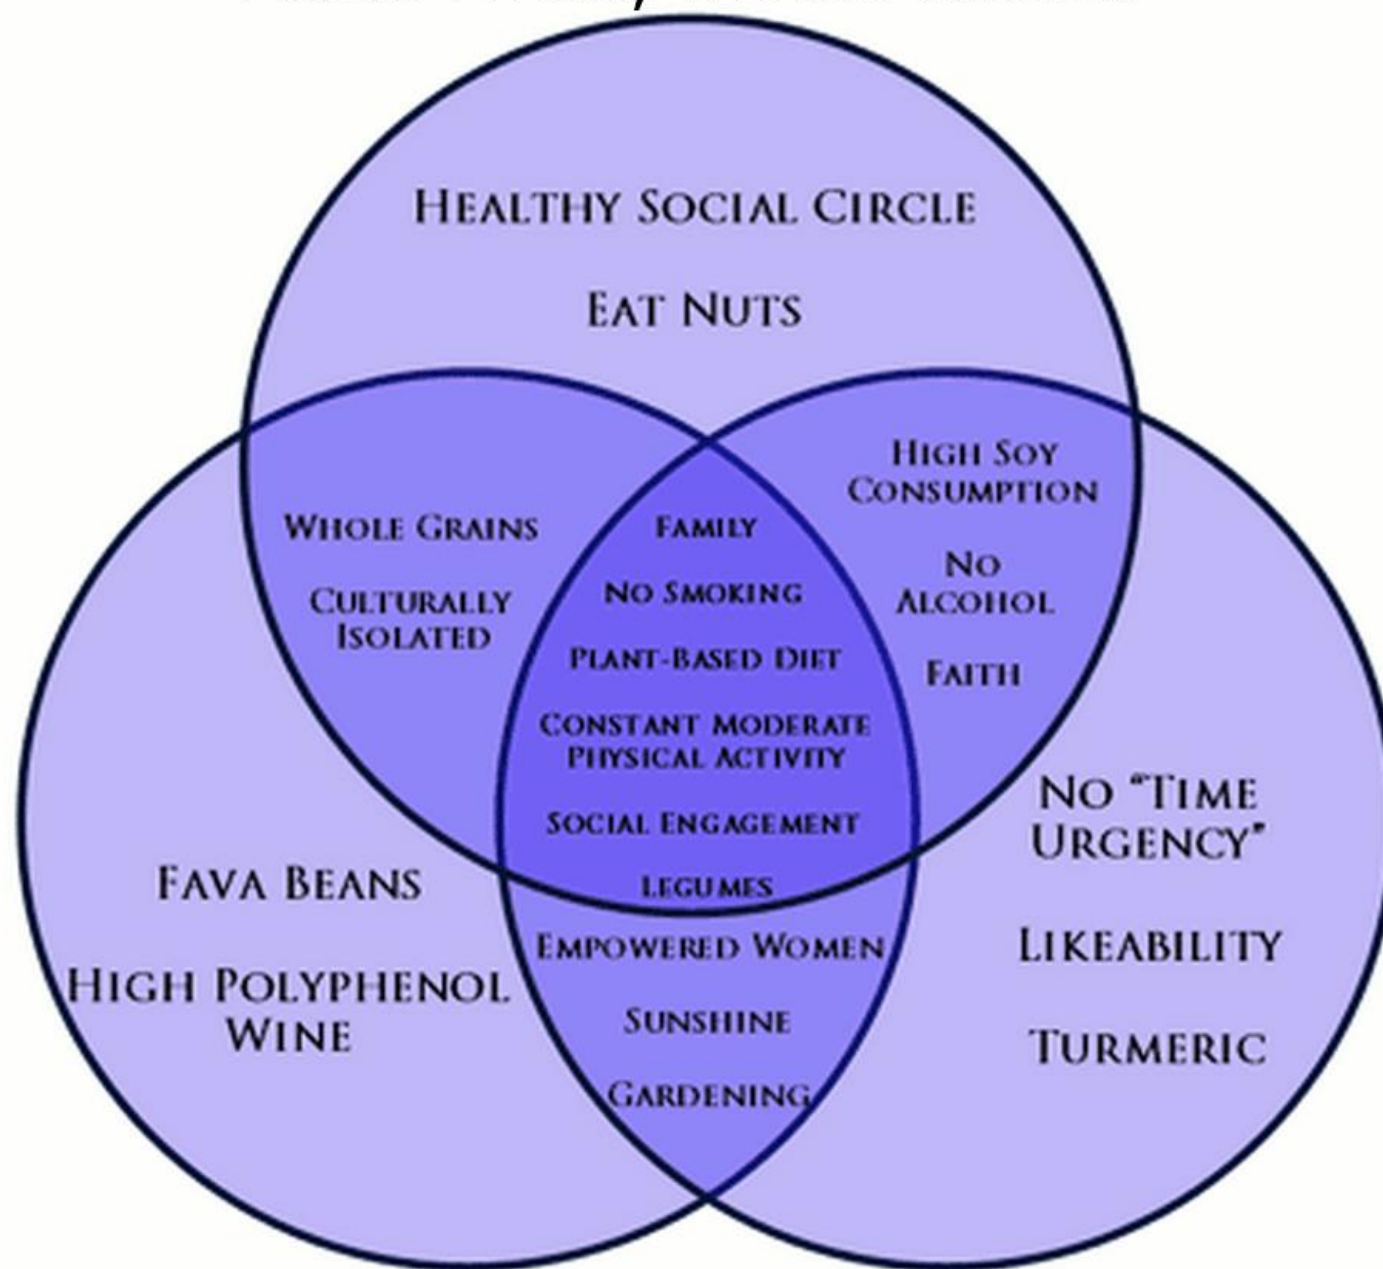 HEALTHY SOCIAL CIRCLE
EAT NUTS
WHOLE GRAINS
CULTURALLY
ISOLATED
FAMILY
NO SMOKING
PLANT-BASED DIET
CONSTANT MODERATE
PHYSICAL ACTIVITY
SOCIAL ENGAGEMENT
LEGUMES
HIGH SOY
CONSUMPTION
NO
ALCOHOL
FAITH
FAVA BEANS
HIGH POLYPHENOL
WINE
EMPOWERED WOMEN
SUNSHINE
GARDENING
NO "TIME
URGENCY"
LIKEABILITY
TURMERIC